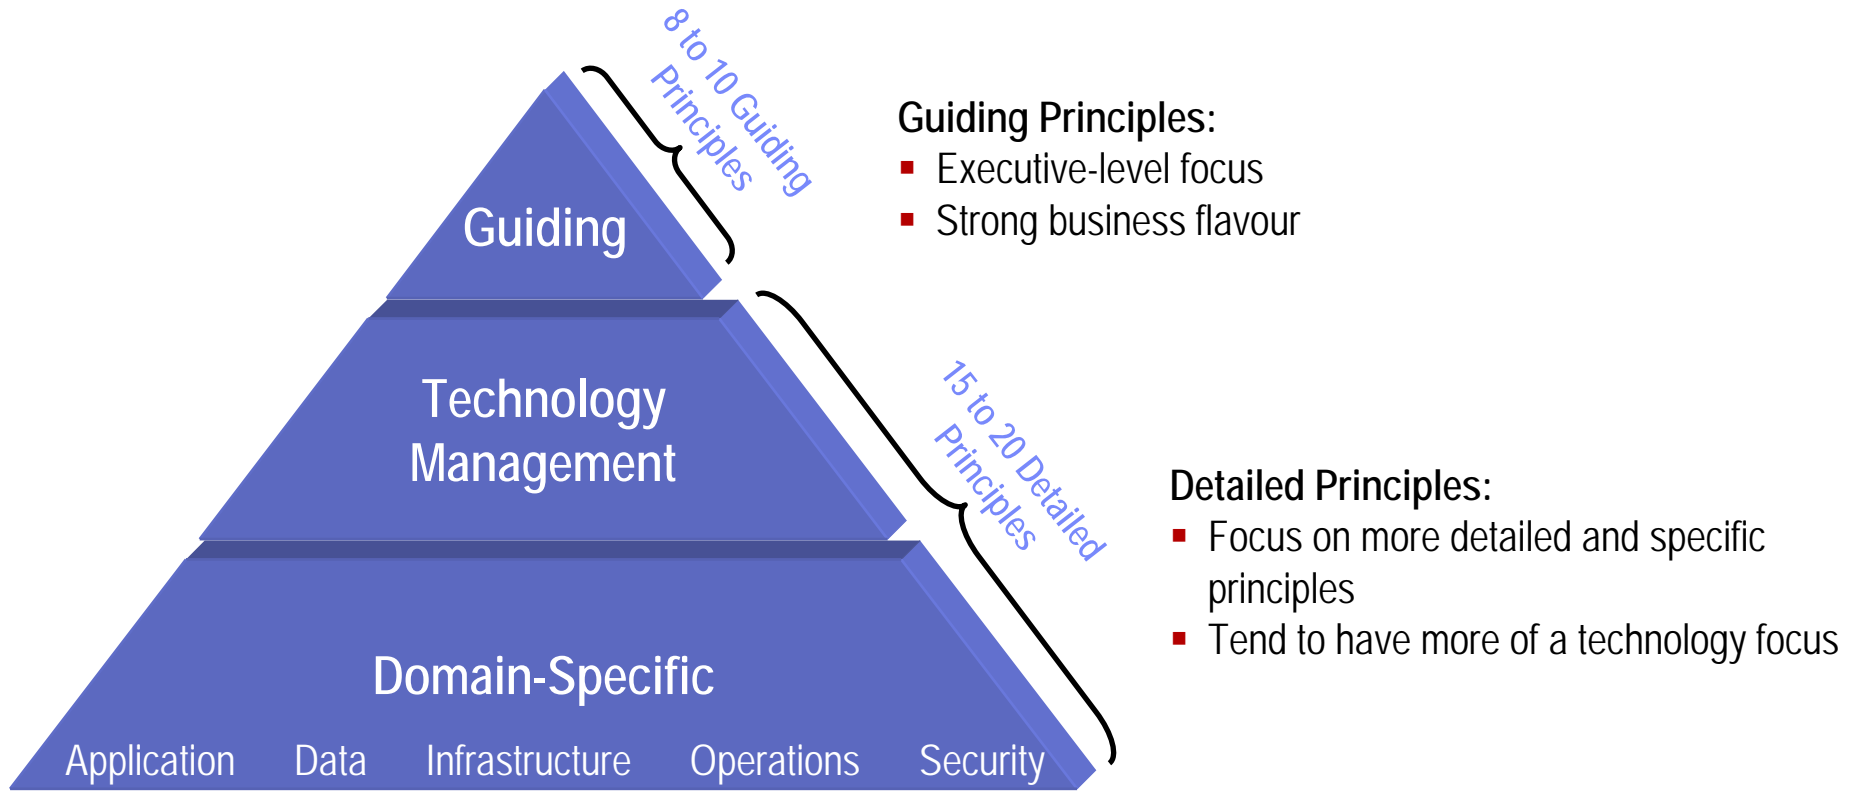 8 to 10 Guiding
Principles
Guiding Principles:
Executive-level focus
Strong business flavour
Guiding
Technology
Management
15 to 20 Detailed
Principles
Detailed Principles:
Focus on more detailed and specific
principles
Tend to have more of a technology focus
Domain-Specific
Application Data Infrastructure Operations Security